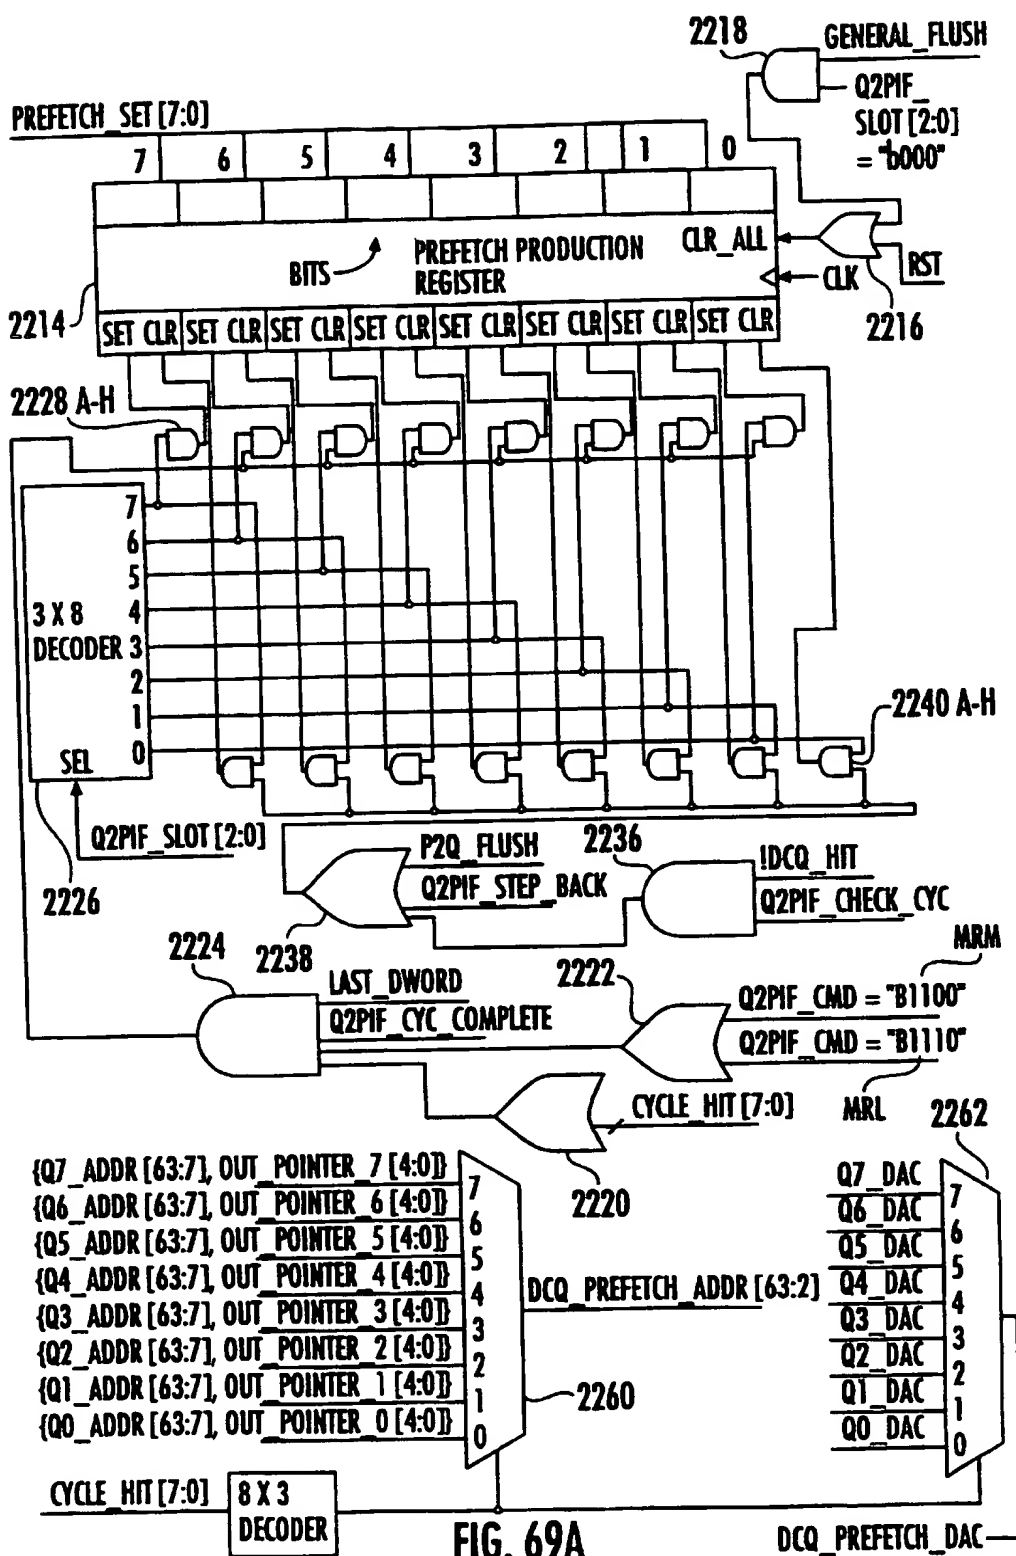 2218
GENERAL_FLUSH
Q2PIF_
SLOT [2:0]
= "b000"
PREFETCH_SET [7:0]
7 6 5 4 3 2 1 0
BITS
PREFETCH PRODUCTION
REGISTER
CLR_ALL
CLK
RST
2214
2216
SET CLR SET CLR SET CLR SET CLR SET CLR SET CLR SET CLR SET CLR
2228 A-H
7
6
5
4
3 X 8
DECODER 3
2
1
0
SEL
2240 A-H
Q2PIF_SLOT [2:0]
2226
2236
P2Q_FLUSH
Q2PIF_STEP_BACK
!DCQ_HIT
Q2PIF_CHECK_CYC
2238
2224
2222
MRM
LAST_DWORD
Q2PIF_CYC_COMPLETE
Q2PIF_CMD = "B1100"
Q2PIF_CMD = "B1110"
MRL
CYCLE_HIT [7:0]
2220
2262
{Q7_ADDR [63:7], OUT_POINTER_7 [4:0]} 7
{Q6_ADDR [63:7], OUT_POINTER_6 [4:0]} 6
{Q5_ADDR [63:7], OUT_POINTER_5 [4:0]} 5
{Q4_ADDR [63:7], OUT_POINTER_4 [4:0]} 4
{Q3_ADDR [63:7], OUT_POINTER_3 [4:0]} 3
{Q2_ADDR [63:7], OUT_POINTER_2 [4:0]} 2
{Q1_ADDR [63:7], OUT_POINTER_1 [4:0]} 1
{Q0_ADDR [63:7], OUT_POINTER_0 [4:0]} 0
DCQ_PREFETCH_ADDR [63:2]
2260
Q7_DAC 7
Q6_DAC 6
Q5_DAC 5
Q4_DAC 4
Q3_DAC 3
Q2_DAC 2
Q1_DAC 1
Q0_DAC 0
CYCLE_HIT [7:0]
8 X 3
DECODER
FIG. 69A
DCQ_PREFETCH_DAC